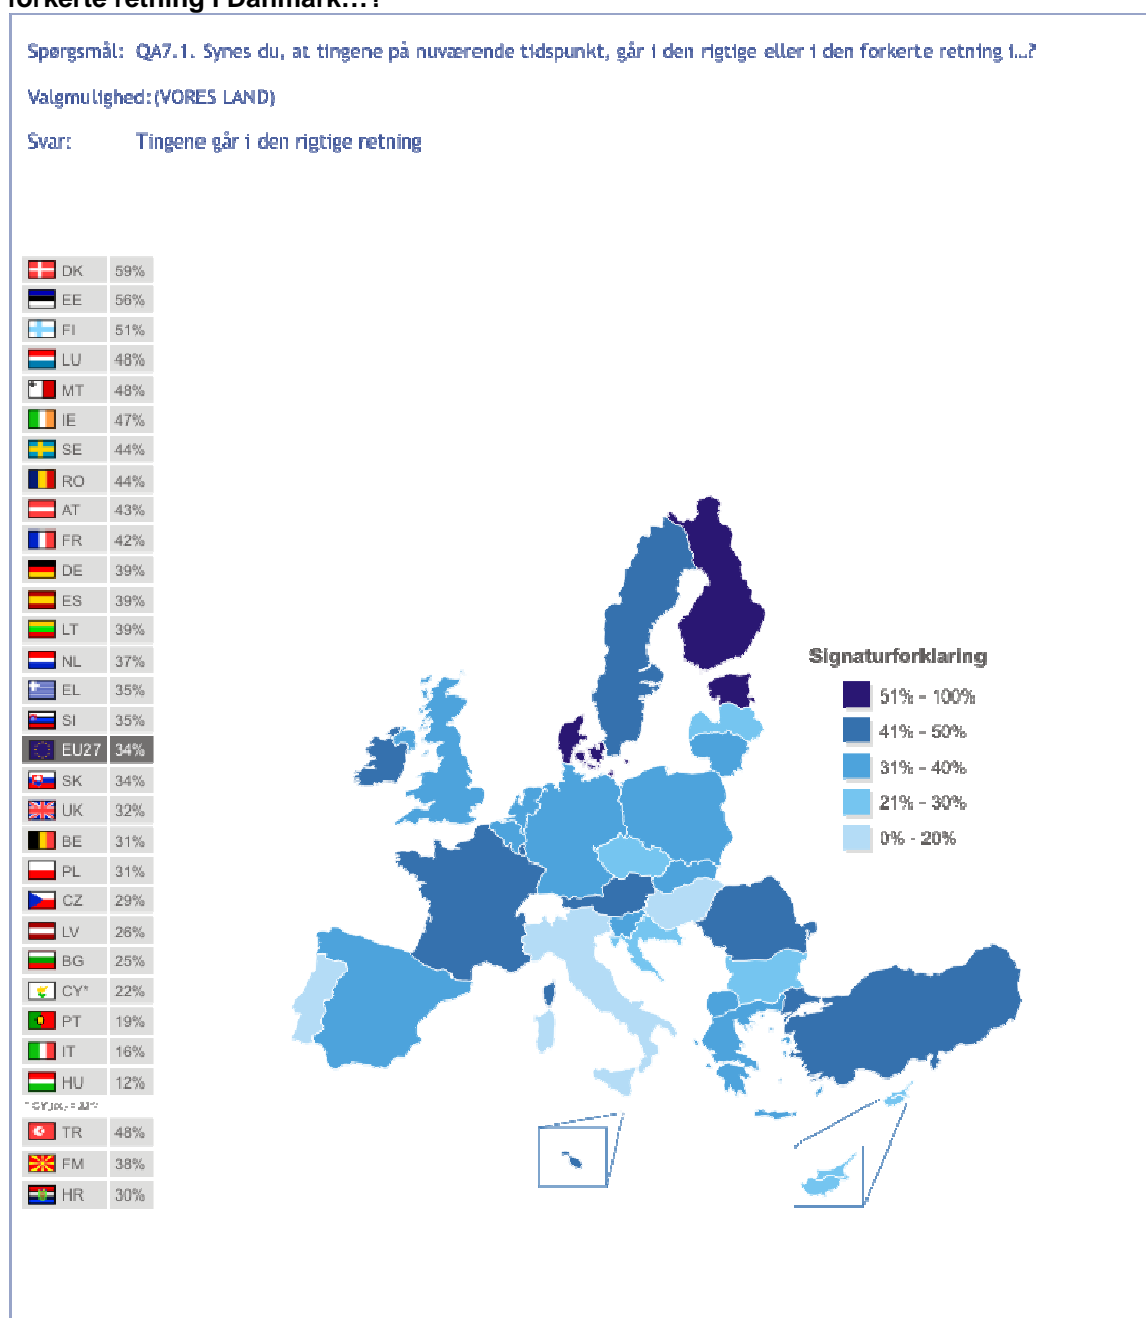 forkerte retning i Danmark…?
Spørgsmål: QA7.1. Synes du, at tingene på nuværende tidspunkt, går i den rigtige eller i den forkerte retning i...?
Valgmulighed: (VORES LAND)
Svar: Tingene går i den rigtige retning
DK 59%
EE 56%
FI 51%
LU 48%
MT 48%
IE 47%
SE 44%
RO 44%
AT 43%
FR 42%
DE 39%
ES 39%
LT 39%
NL 37%
EL 35%
SI 35%
EU27 34%
SK 34%
UK 32%
BE 31%
PL 31%
CZ 29%
LV 26%
BG 25%
CY* 22%
PT 19%
IT 16%
HU 12%
TR 48%
FM 38%
HR 30%
Signaturforklaring
51% - 100%
41% - 50%
31% - 40%
21% - 30%
0% - 20%